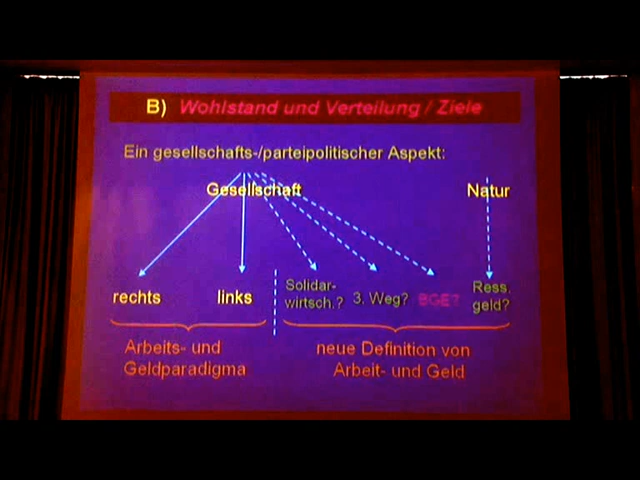 B) Wohlstand und Verteilung / Ziele
Ein gesellschafts-/parteipolitischer Aspekt:
Gesellschaft Natur
rechts links Solidar-
wirtsch.? 3. Weg? BGE? Ress.
geld?
Arbeits- und
Geldparadigma
neue Definition von
Arbeit- und Geld